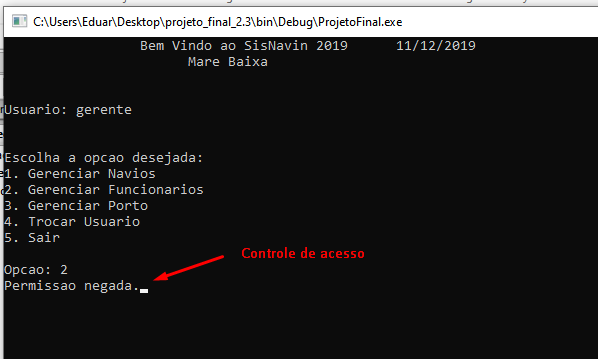 C:\Users\Eduar\Desktop\projeto_final_2.3\bin\Debug\ProjetoFinal.exe
Bem Vindo ao SisNavin 2019 11/12/2019
Mare Baixa
Usuario: gerente
Escolha a opcao desejada:
1. Gerenciar Navios
2. Gerenciar Funcionarios
3. Gerenciar Porto
4. Trocar Usuario
5. Sair
Controle de acesso
Opcao: 2
Permissao negada.